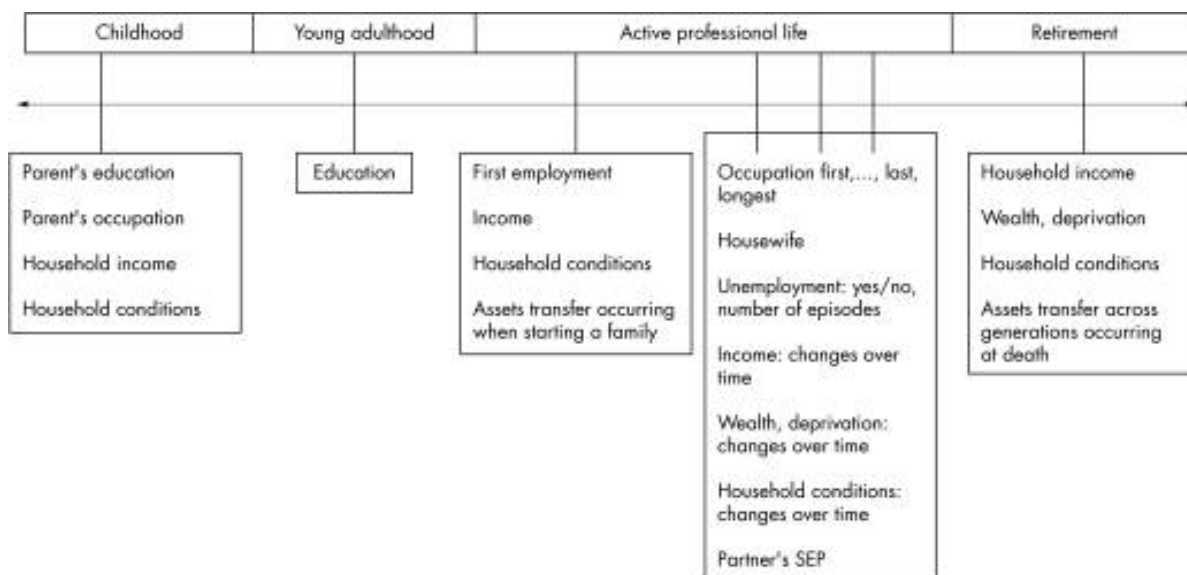 Childhood
Young adulthood
Active professional life
Retirement
Parent's education
Parent's occupation
Household income
Household conditions
Education
First employment
Income
Household conditions
Assets transfer occurring
when starting a family
Occupation first,..., last,
longest
Housewife
Unemployment: yes/no,
number of episodes
Income: changes over
time
Wealth, deprivation:
changes over time
Household conditions:
changes over time
Partner's SEP
Household income
Wealth, deprivation
Household conditions
Assets transfer across
generations occurring
at death